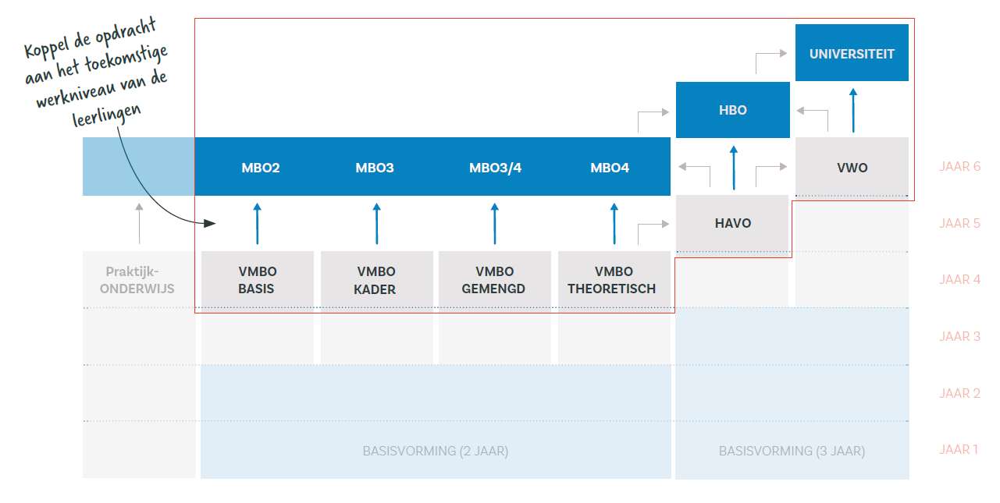 Koppel de opdracht
aan het toekomstige
werkniveau van de
leerlingen
UNIVERSITEIT
HBO
MBO2
MBO3
MBO3/4
MBO4
VWO
JAAR 6
HAVO
JAAR 5
Praktijk-
ONDERWIJS
VMBO
BASIS
VMBO
KADER
VMBO
GEMENGD
VMBO
THEORETISCH
JAAR 4
JAAR 3
JAAR 2
BASISVORMING (2 JAAR)
BASISVORMING (3 JAAR)
JAAR 1